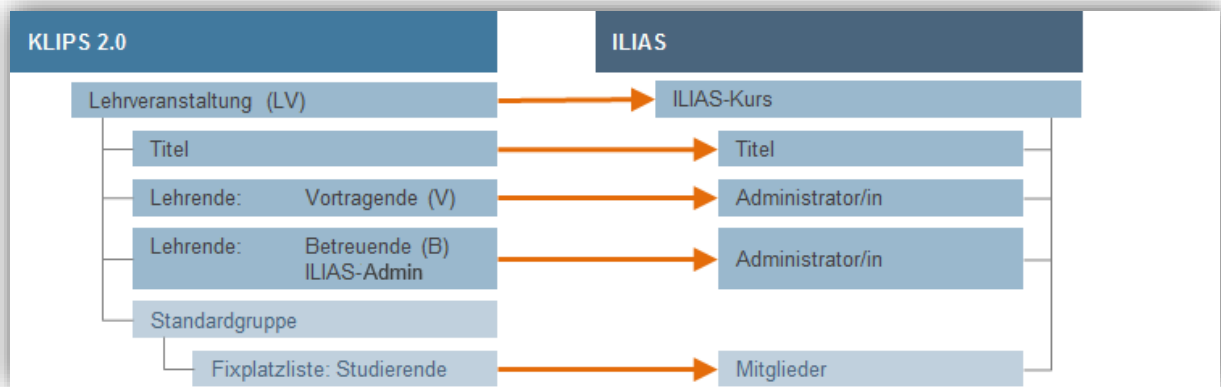 KLIPS 2.0 ILIAS
Lehrveranstaltung (LV) ILIAS-Kurs
Titel Titel
Lehrende: Vortragende (V) Administrator/in
Lehrende: Betreuende (B)
ILIAS-Admin Administrator/in
Standardgruppe
Fixplatzliste: Studierende Mitglieder